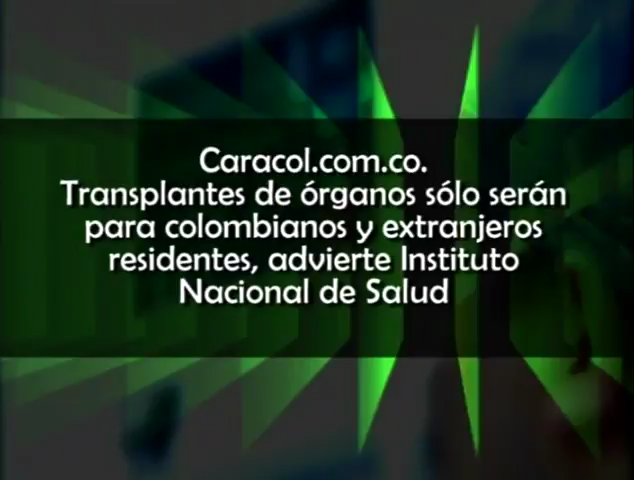 Caracol.com.co.
Transplantes de órganos sólo serán
para colombianos y extranjeros
residentes, advierte Instituto
Nacional de Salud